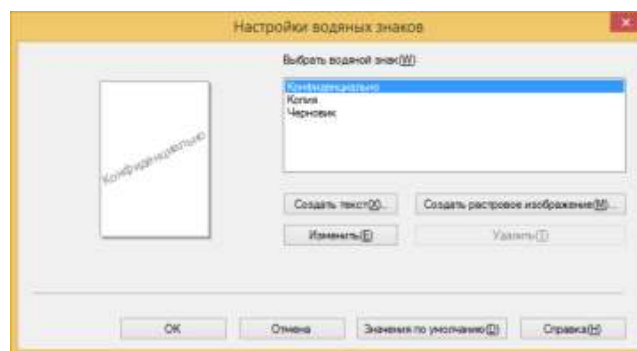 Настройки водяных знаков
Выбрать водяной знак(W)
Конфиденциально
Копия
Черновик
Конфиденциально
Создать текст(X)...
Создать растровое изображение(M)...
Изменить(E)
Удалить(T)
OK
Отмена
Значения по умолчанию(D)
Справка(H)